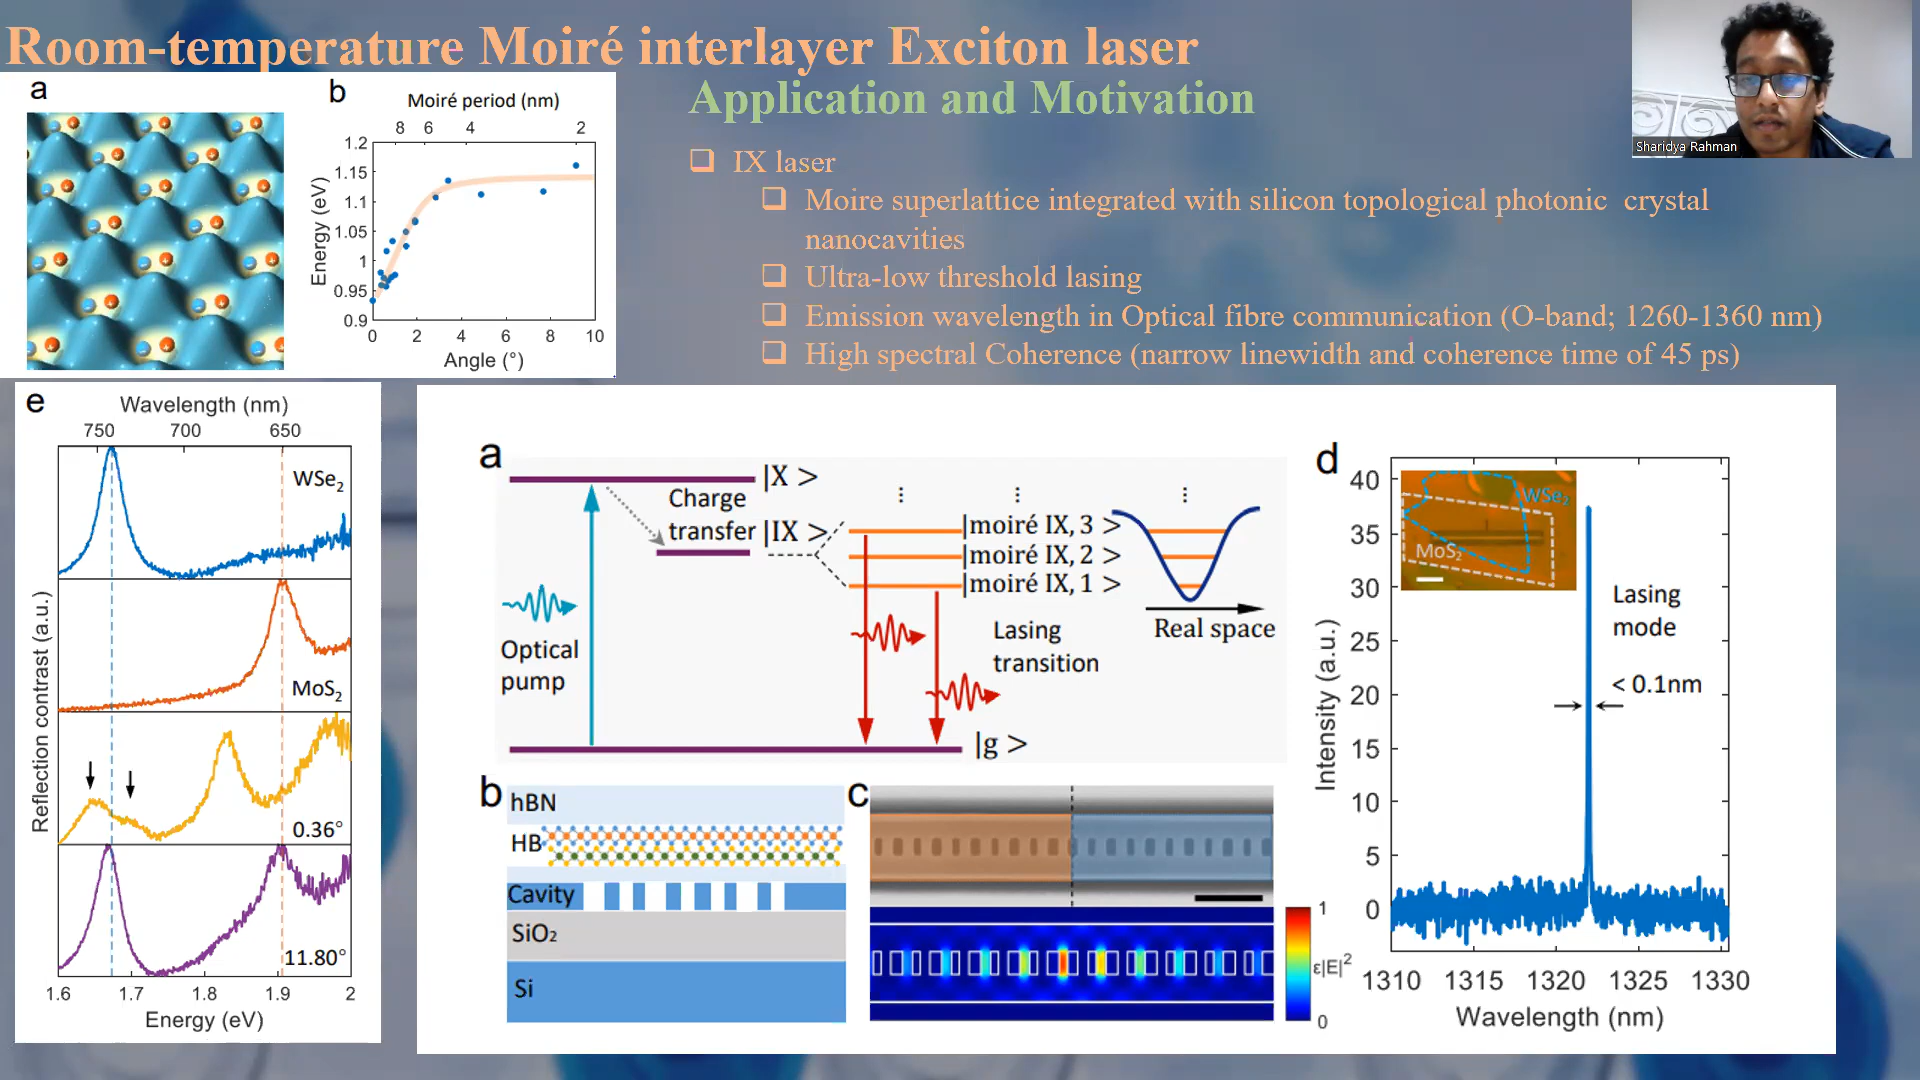 Room-temperature Moiré interlayer Exciton laser
Application and Motivation
Sharidya Rahman
❑ IX laser
❑ Moire superlattice integrated with silicon topological photonic crystal
nanocavities
❑ Ultra-low threshold lasing
❑ Emission wavelength in Optical fibre communication (O-band; 1260-1360 nm)
❑ High spectral Coherence (narrow linewidth and coherence time of 45 ps)
a
b
Moiré period (nm)
8 6 4 2
1.2
1.15
1.1
1.05
1
0.95
0.9
Energy (eV)
0 2 4 6 8 10
Angle (°)
e
Wavelength (nm)
750 700 650
WSe₂
MoS₂
0.36°
11.80°
Reflection contrast (a.u.)
1.6 1.7 1.8 1.9 2
Energy (eV)
a
|X >
Charge
transfer
|IX >
|moiré IX, 3 >
|moiré IX, 2 >
|moiré IX, 1 >
⋮ ⋮ ⋮
Real space
Optical
pump
Lasing
transition
|g >
b
hBN
HB
Cavity
SiO₂
Si
c
1
ε|E|²
0
d
WSe₂
MoS₂
Lasing
mode
< 0.1nm
40
35
30
25
20
15
10
5
0
Intensity (a.u.)
1310 1315 1320 1325 1330
Wavelength (nm)